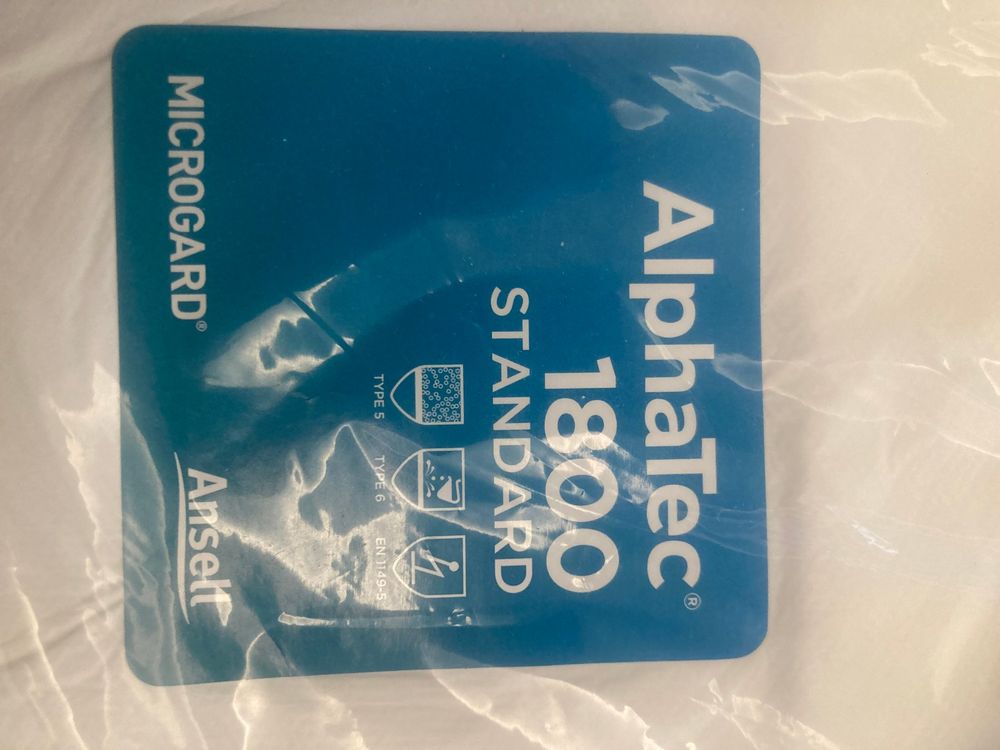 AlphaTec®
1800
STANDARD
TYPE 5
TYPE 6
EN 1149-5
MICROGARD®
Ansell